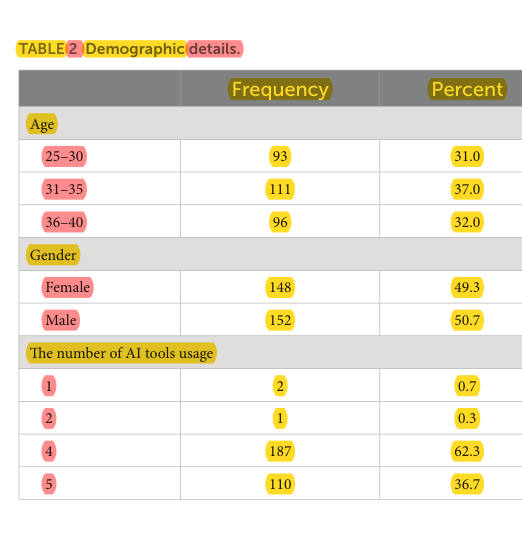 TABLE 2 Demographic details.
Frequency Percent
Age
25–30 93 31.0
31–35 111 37.0
36–40 96 32.0
Gender
Female 148 49.3
Male 152 50.7
The number of AI tools usage
1 2 0.7
2 1 0.3
4 187 62.3
5 110 36.7